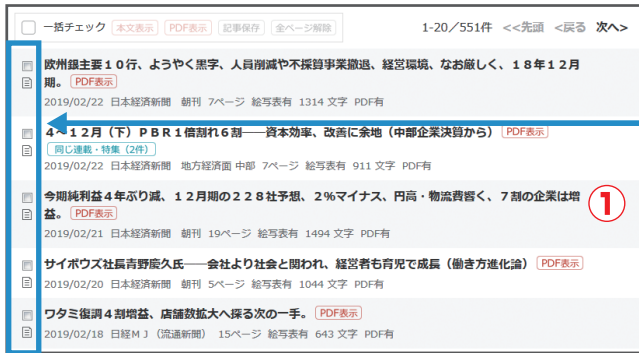 一括チェック 本文表示 PDF表示 記事保存 全ページ解除 1-20／551件 <<先頭 <戻る 次へ>
欧州銀主要１０行、ようやく黒字、人員削減や不採算事業撤退、経営環境、なお厳しく、１８年１２月
期。 PDF表示
2019/02/22 日本経済新聞 朝刊 7ページ 絵写表有 1314 文字 PDF有
４～１２月（下）ＰＢＲ１倍割れ６割――資本効率、改善に余地（中部企業決算から） PDF表示
同じ連載・特集（2件）
2019/02/22 日本経済新聞 地方経済面 中部 7ページ 絵写表有 911 文字 PDF有
今期純利益４年ぶり減、１２月期の２２８社予想、２％マイナス、円高・物流費響く、７割の企業は増
益。 PDF表示
2019/02/21 日本経済新聞 朝刊 19ページ 絵写表有 1494 文字 PDF有
①
サイボウズ社長青野慶久氏――会社より社会と関われ、経営者も育児で成長（働き方進化論） PDF表示
2019/02/20 日本経済新聞 朝刊 5ページ 絵写表有 1044 文字 PDF有
ワタミ復調４割増益、店舗数拡大へ探る次の一手。 PDF表示
2019/02/18 日経ＭＪ（流通新聞） 15ページ 絵写表有 643 文字 PDF有